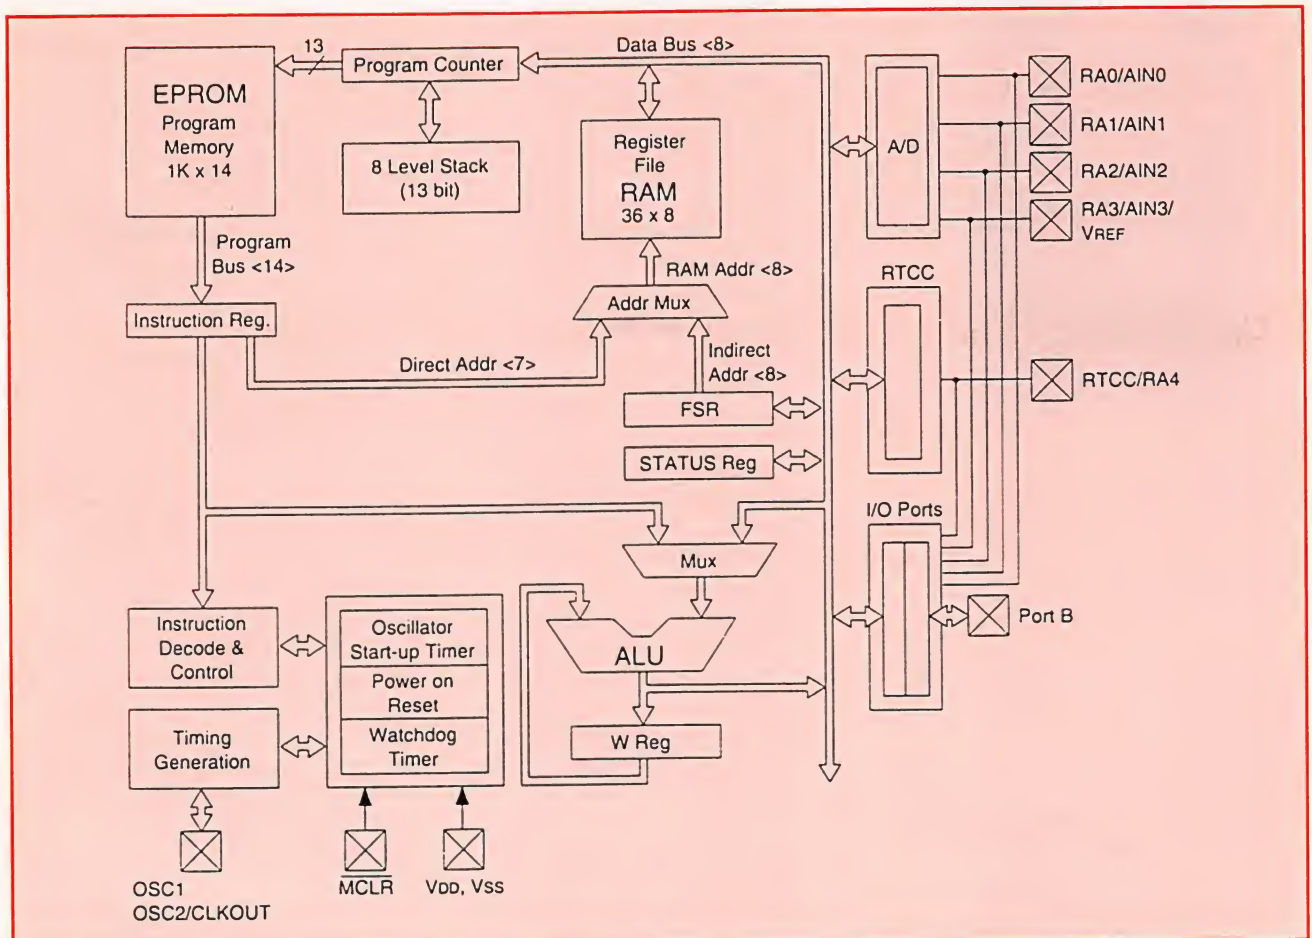 13
Data Bus <8>
Program Counter
EPROM
Program
Memory
1K x 14
8 Level Stack
(13 bit)
Register
File
RAM
36 x 8
A/D
RA0/AIN0
RA1/AIN1
RA2/AIN2
RA3/AIN3/
VREF
Program
Bus <14>
RAM Addr <8>
RTCC
Instruction Reg.
Addr Mux
Direct Addr <7>
Indirect
Addr <8>
RTCC/RA4
FSR
STATUS Reg
I/O Ports
Mux
Instruction
Decode &
Control
Oscillator
Start-up Timer
Power on
Reset
Watchdog
Timer
ALU
Port B
Timing
Generation
W Reg
OSC1
OSC2/CLKOUT
MCLR
VDD, VSS